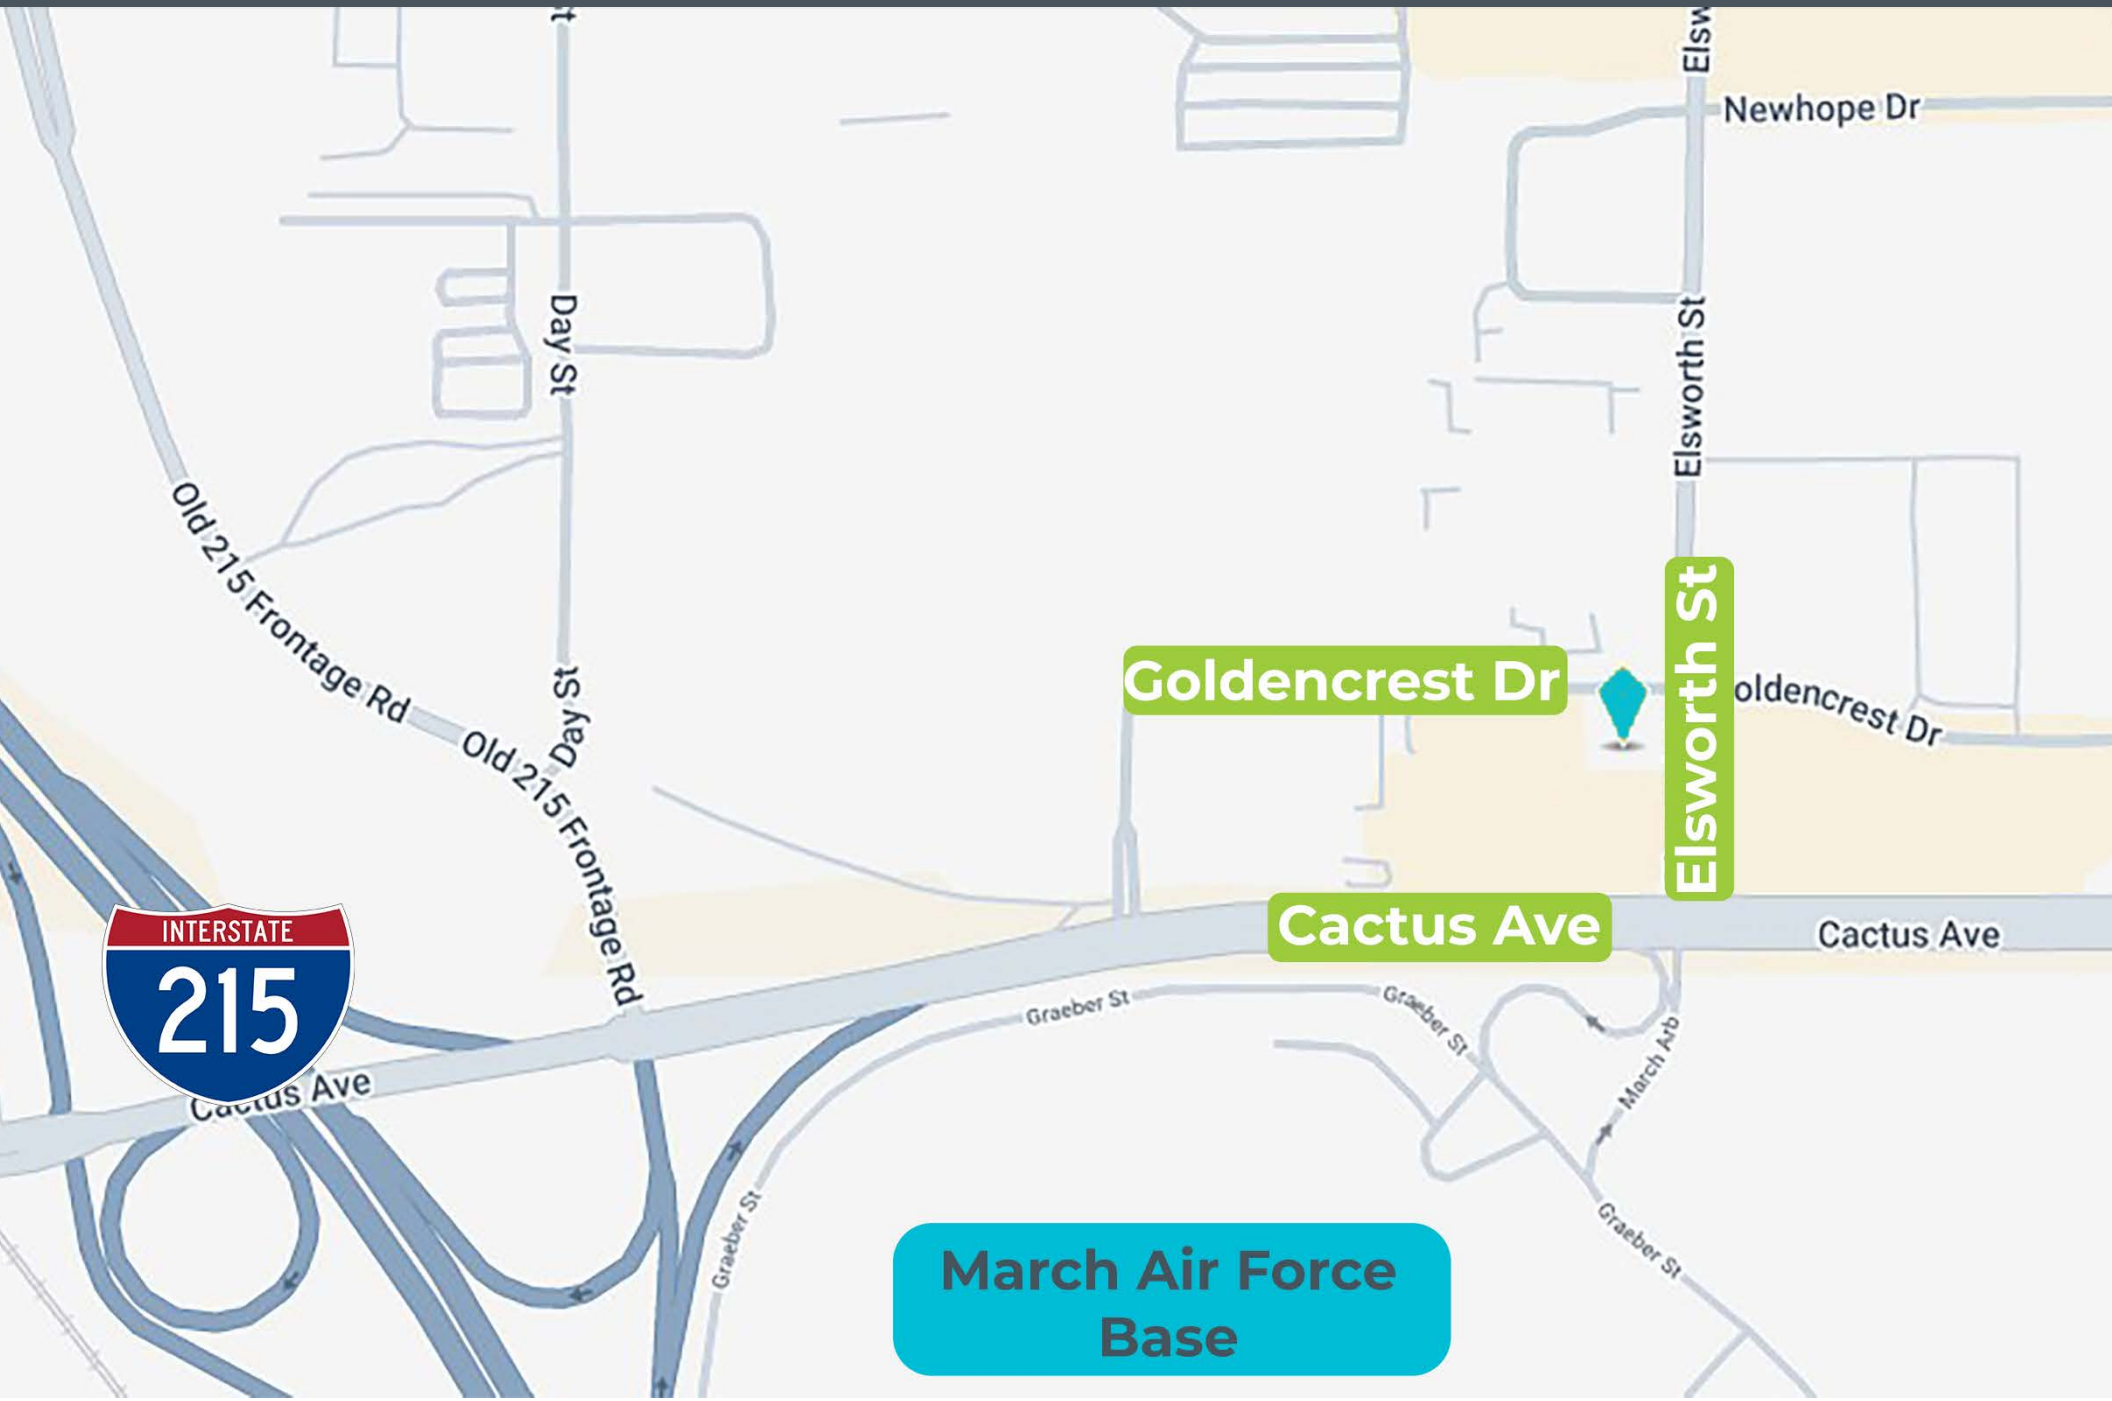 Elsw
Newhope Dr
Day St
Elsworth St
Old 215 Frontage Rd
Elsworth St
Goldencrest Dr
oldencrest Dr
Day St
Old 215 Frontage Rd
Cactus Ave
Cactus Ave
INTERSTATE
215
Cactus Ave
Graeber St
Graeber St
March Arb
Graeber St
Graeber St
March Air Force
Base